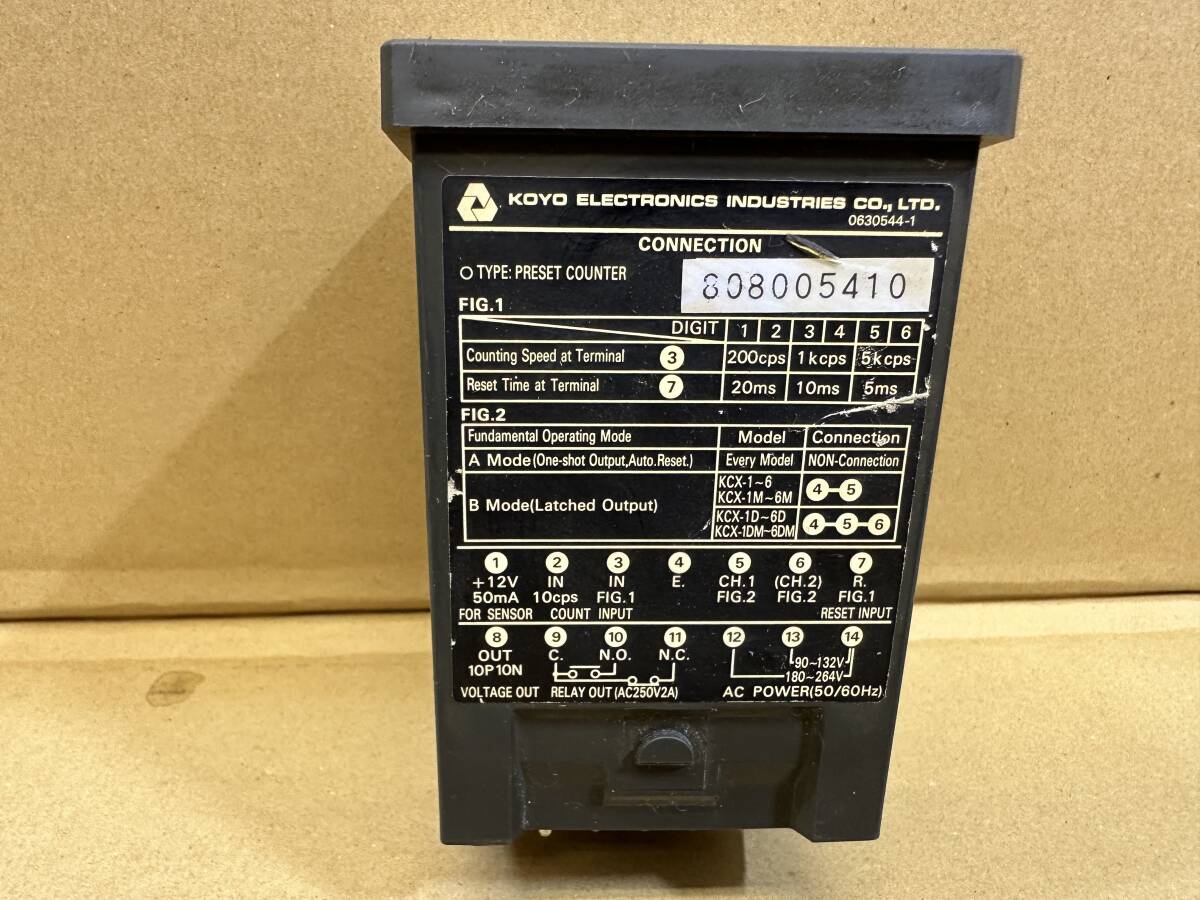 KOYO ELECTRONICS INDUSTRIES CO., LTD.
0630544-1
CONNECTION
○ TYPE: PRESET COUNTER
808005410
FIG.1
DIGIT 1 2 3 4 5 6
Counting Speed at Terminal ③ 200cps 1kcps 5kcps
Reset Time at Terminal ⑦ 20ms 10ms 5ms
FIG.2
Fundamental Operating Mode Model Connection
A Mode(One-shot Output,Auto.Reset.) Every Model NON-Connection
B Mode(Latched Output) KCX-1~6 ④-⑤
KCX-1M~6M
KCX-1D~6D ④-⑤-⑥
KCX-1DM~6DM
① ② ③ ④ ⑤ ⑥ ⑦
+12V IN IN E. CH.1 (CH.2) R.
50mA 10cps FIG.1 FIG.2 FIG.2 FIG.1
FOR SENSOR COUNT INPUT RESET INPUT
⑧ ⑨ ⑩ ⑪ ⑫ ⑬ ⑭
OUT C. N.O. N.C. 90~132V
10P10N 180~264V
VOLTAGE OUT RELAY OUT(AC250V2A) AC POWER(50/60Hz)